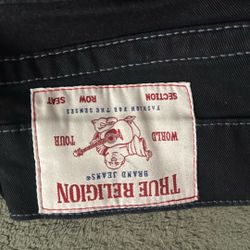 TRUE RELIGION
BRAND JEANS®
WORLD TOUR
FASHION FOR THE SENSES
SECTION ROW SEAT